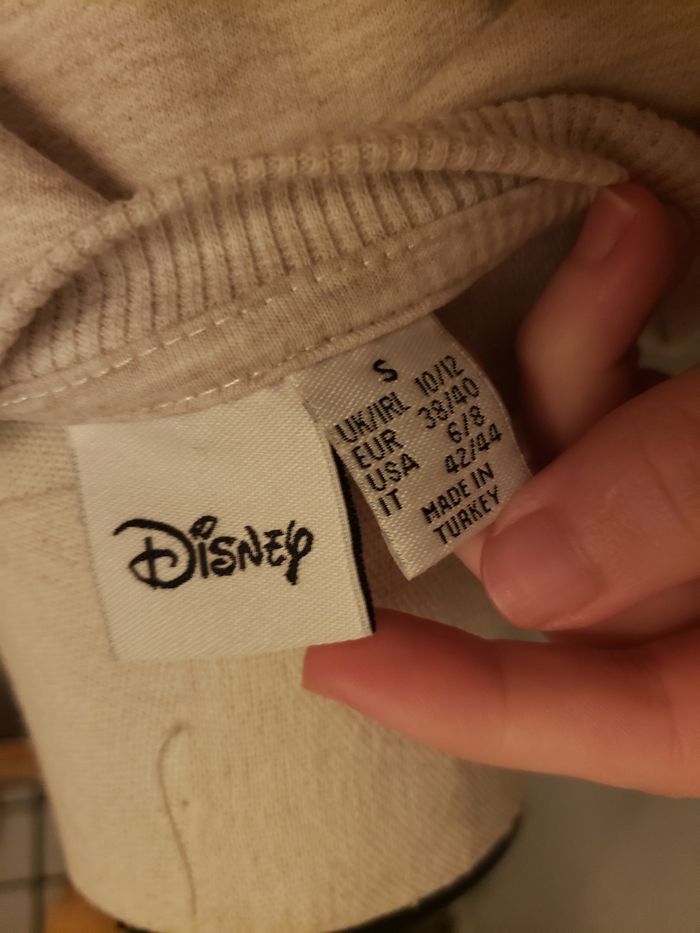 Disney
S
UK/IRL 10/12
EUR 38/40
USA 6/8
IT 42/44
MADE IN
TURKEY